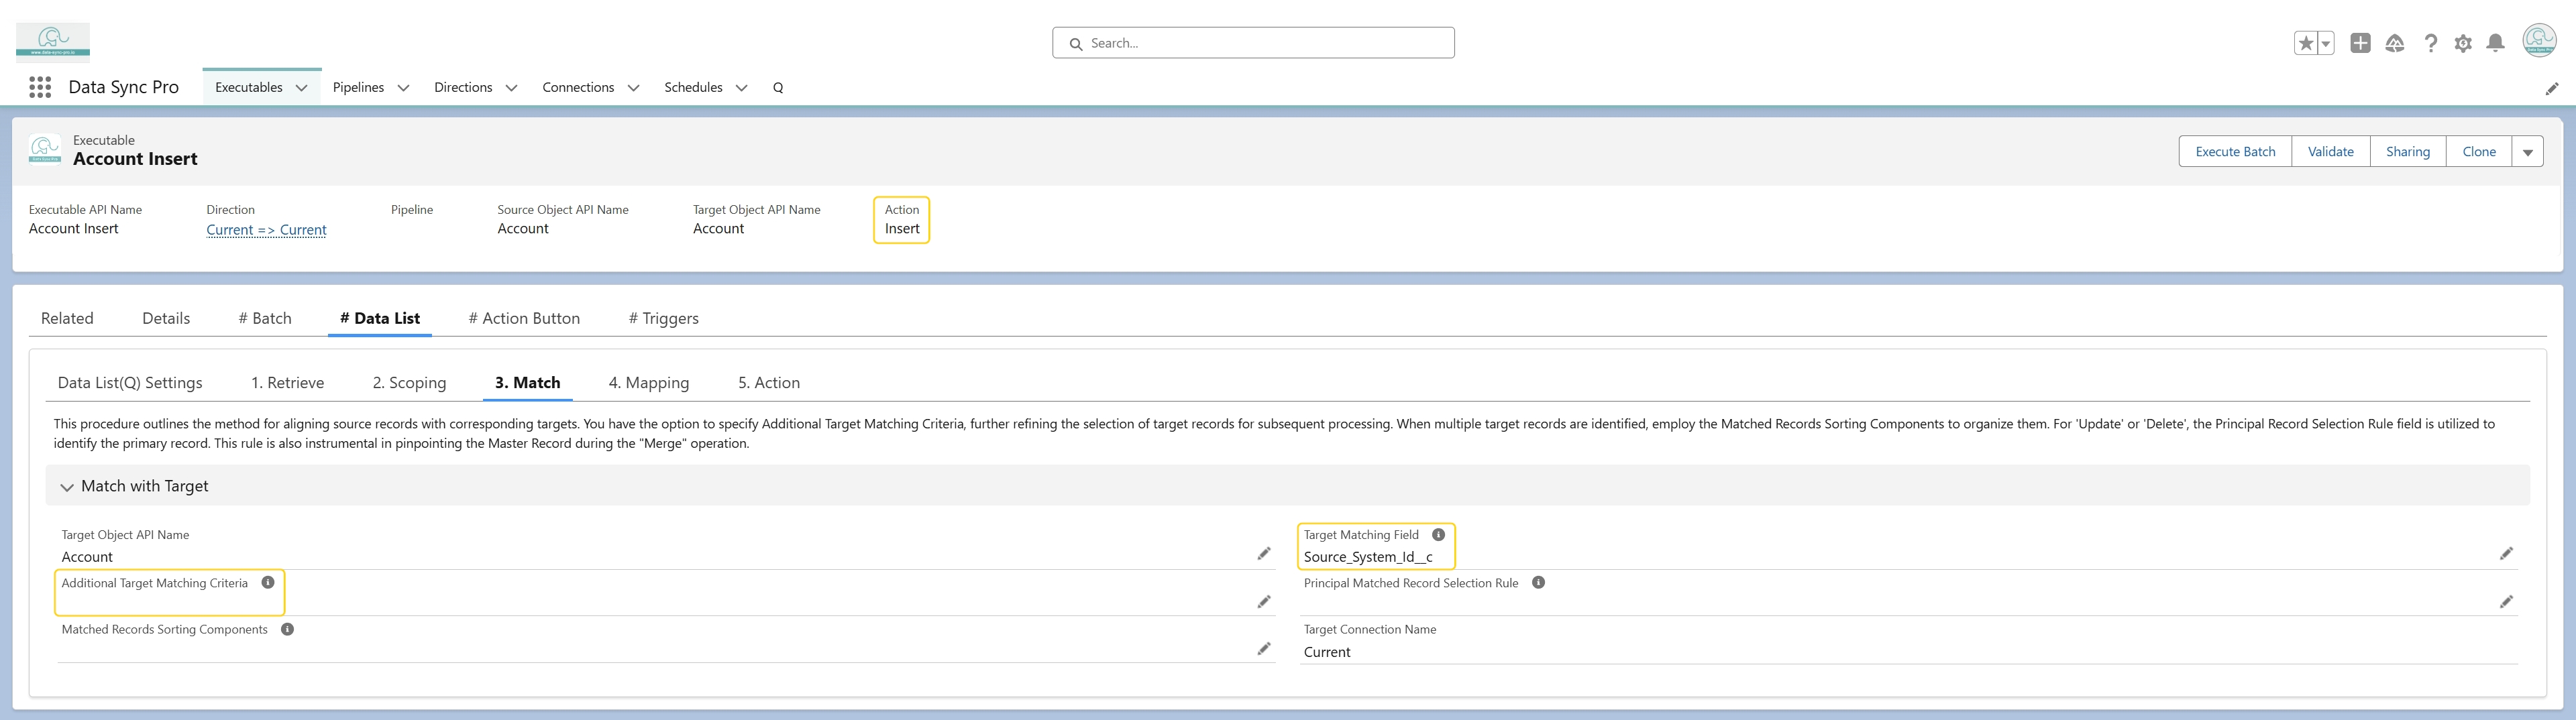 www.data-sync-pro.io
Search...
Data Sync Pro
Executables
Pipelines
Directions
Connections
Schedules
Q
Executable
Account Insert
Execute Batch
Validate
Sharing
Clone
Executable API Name
Direction
Pipeline
Source Object API Name
Target Object API Name
Action
Account Insert
Current => Current
Account
Account
Insert
Related
Details
# Batch
# Data List
# Action Button
# Triggers
Data List(Q) Settings
1. Retrieve
2. Scoping
3. Match
4. Mapping
5. Action
This procedure outlines the method for aligning source records with corresponding targets. You have the option to specify Additional Target Matching Criteria, further refining the selection of target records for subsequent processing. When multiple target records are identified, employ the Matched Records Sorting Components to organize them. For 'Update' or 'Delete', the Principal Record Selection Rule field is utilized to
identify the primary record. This rule is also instrumental in pinpointing the Master Record during the "Merge" operation.
Match with Target
Target Object API Name
Account
Target Matching Field
Source_System_Id__c
Additional Target Matching Criteria
Principal Matched Record Selection Rule
Matched Records Sorting Components
Target Connection Name
Current